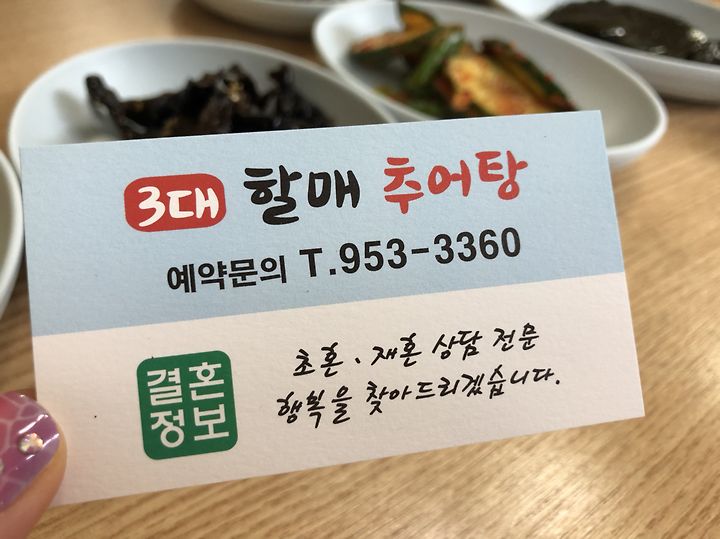 3대 할매 추어탕
예약문의 T.953-3360
결혼
정보
초혼 · 재혼 상담 전문
행복을 찾아드리겠습니다.